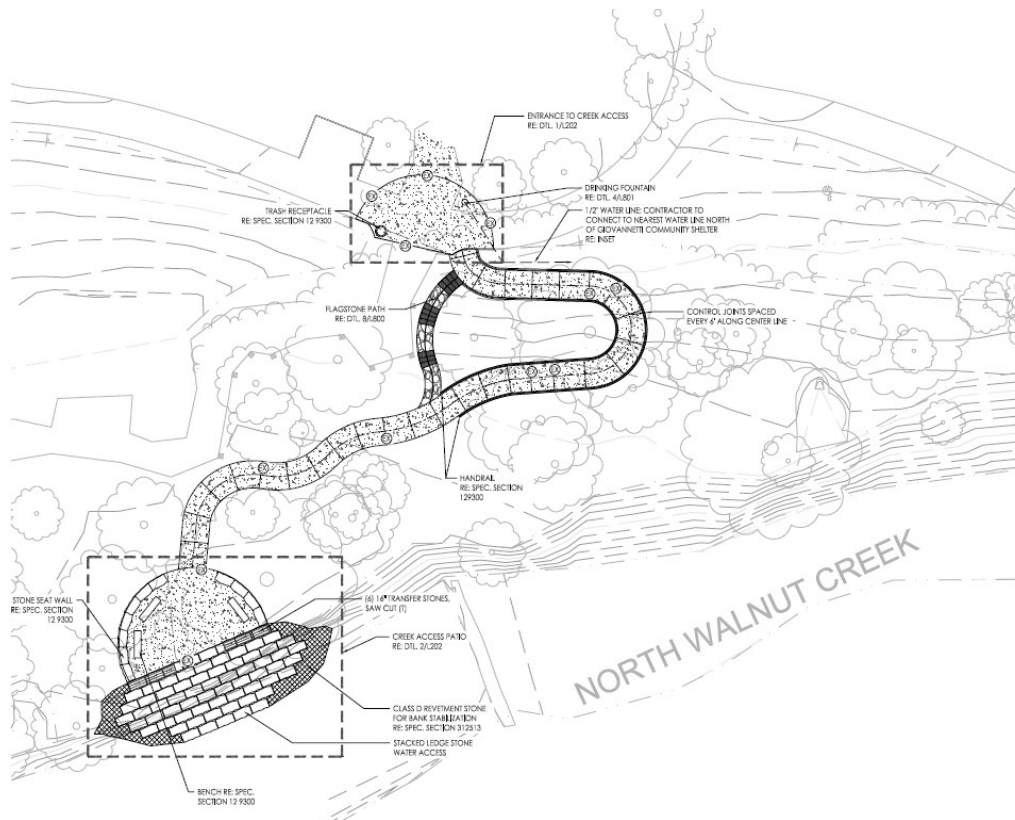 ENTRANCE TO CREEK ACCESS
RE: DTL. 1/L202
DRINKING FOUNTAIN
RE: DTL. 4/L801
TRASH RECEPTACLE
RE: SPEC. SECTION 12 9300
1/2" WATER LINE: CONTRACTOR TO
CONNECT TO NEAREST WATER LINE NORTH
OF GIOVANNETTI COMMUNITY SHELTER
RE: INSET
FLAGSTONE PATH
RE: DTL. 8/L800
CONTROL JOINTS SPACED
EVERY 6' ALONG CENTER LINE
HANDRAIL
RE: SPEC. SECTION
129300
NORTH WALNUT CREEK
STONE SEAT WALL
RE: SPEC. SECTION
12 9300
(6) 16" TRANSFER STONES,
SAW CUT (T)
CREEK ACCESS PATIO
RE: DTL. 2/L202
CLASS D REVETMENT STONE
FOR BANK STABILIZATION
RE: SPEC. SECTION 312513
STACKED LEDGE STONE
WATER ACCESS
BENCH RE: SPEC.
SECTION 12 9300